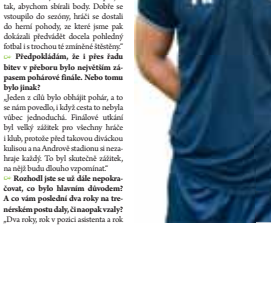 tak, abychom sbírali body. Dobře se
vstoupilo do sezóny, hráči se dostali
do herní pohody, ze které jsme pak
dokázali předvádět docela pohledný
fotbal i s trochou té zmíněné štěstěny."
Předpokládám, že i přes řadu
bitev v přeboru bylo největším zá-
pasem pohárové finále. Nebo tomu
bylo jinak?
„Jeden z cílů bylo obhájit pohár, a to
se nám povedlo, i když cesta to nebyla
vůbec jednoduchá. Finálové utkání
byl velký zážitek pro všechny hráče
i klub, protože před takovou diváckou
kulisou a na Andrově stadionu si neza-
hraje každý. To byl skutečně zážitek,
na nějž budu dlouho vzpomínat."
Rozhodl jste se už dále nepokra-
čovat, co bylo hlavním důvodem?
A co vám poslední dva roky na tre-
nérském postu daly, či naopak vzaly?
„Dva roky, rok v pozici asistenta a rok